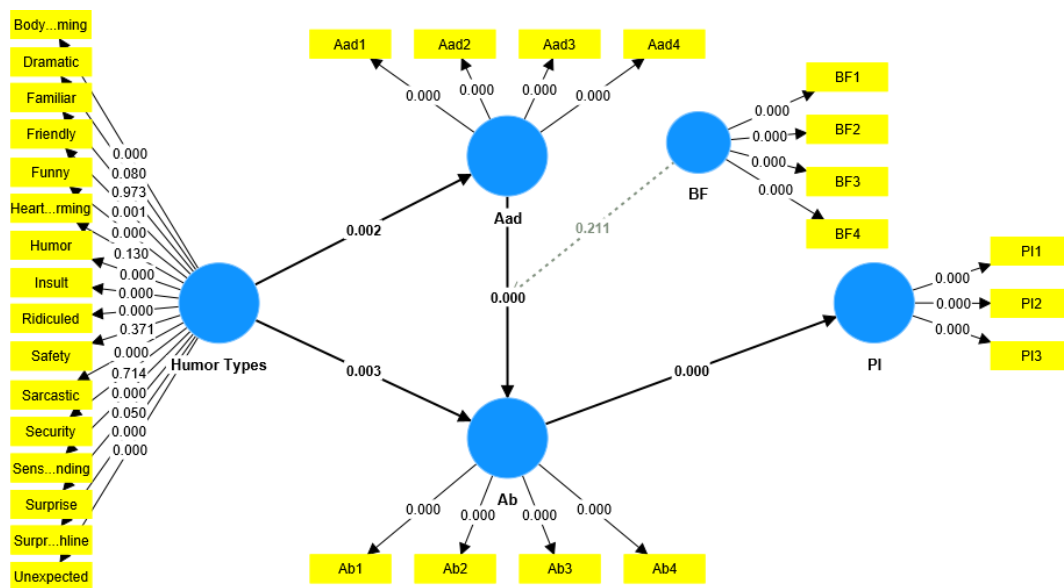 Body...ming
Dramatic
Familiar
Friendly
Funny
Heart...rming
Humor
Insult
Ridiculed
Safety
Sarcastic
Security
Sens...nding
Surprise
Surpr...hline
Unexpected
0.000
0.080
0.973
0.001
0.000
0.130
0.000
0.000
0.000
0.371
0.000
0.714
0.000
0.050
0.000
0.000
Humor Types
0.002
0.003
Aad1
Aad2
Aad3
Aad4
0.000
0.000
0.000
0.000
Aad
0.000
0.211
BF
0.000
0.000
0.000
0.000
BF1
BF2
BF3
BF4
Ab
0.000
0.000
0.000
0.000
Ab1
Ab2
Ab3
Ab4
0.000
PI
0.000
0.000
0.000
PI1
PI2
PI3